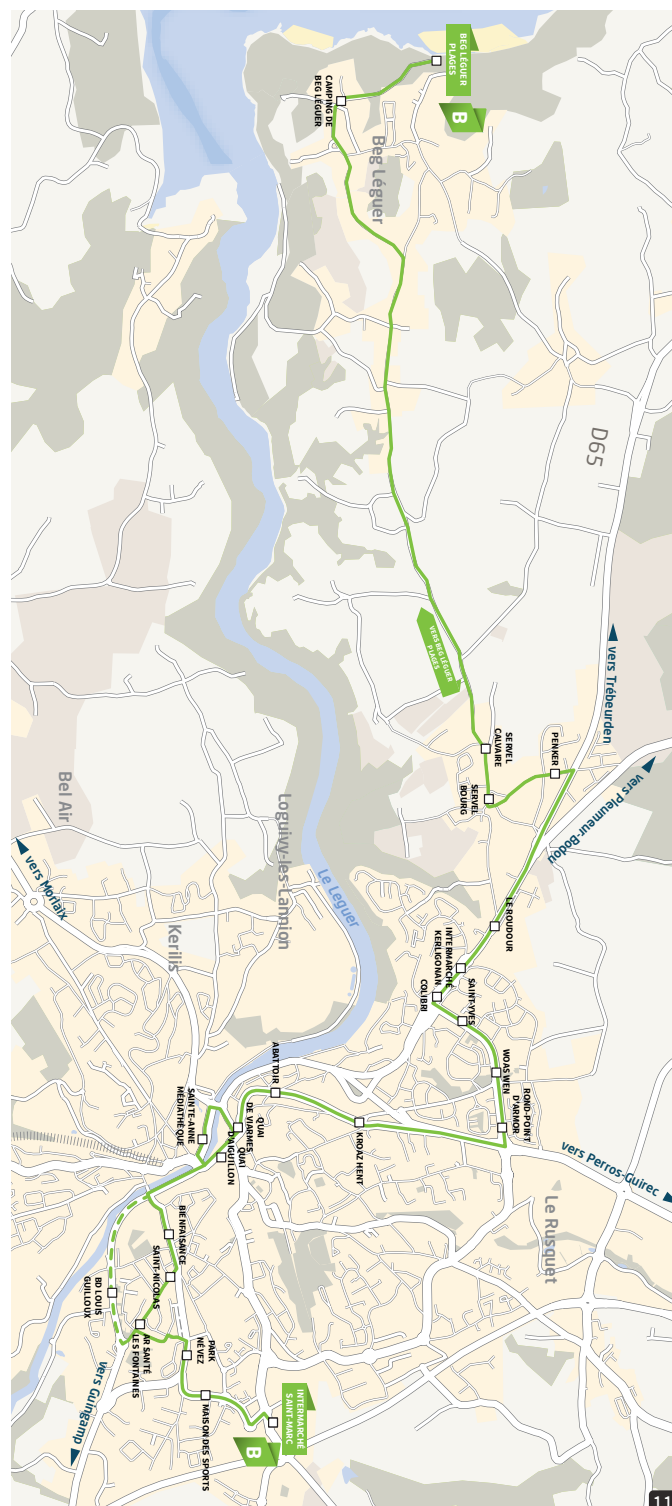 BEG LÉGUER
PLAGES
B
CAMPING DE
BEG LÉGUER
Beg Léguer
D65
VERS BEG LÉGUER
PLAGES
vers Trébeurden
vers Pleumeur-Bodou
SERVEL
CALVAIRE
PENKER
SERVEL
BOURG
Bel Air
Loguivy-les-Lannion
Le Leguer
vers Morlaix
Kerilis
LE ROUDOUR
INTERMARCHÉ
KERLIGONAN
COLIBRI
SAINT-YVES
WOAS WEN
ROND-POINT
D'ARMOR
ABATTOIR
KROAZ HENT
QUAI
DE VIARMES
QUAI
D'AIGUILLON
SAINTE-ANNE
MÉDIATHÈQUE
vers Perros-Guirec
Le Rusquet
BIENFAISANCE
SAINT-NICOLAS
BD LOUIS
GUILLOUX
AR SANTÉ
LES FONTAINES
PARK
NÉVEZ
MAISON DES SPORTS
vers Guingamp
INTERMARCHÉ
SAINT-MARC
B
11